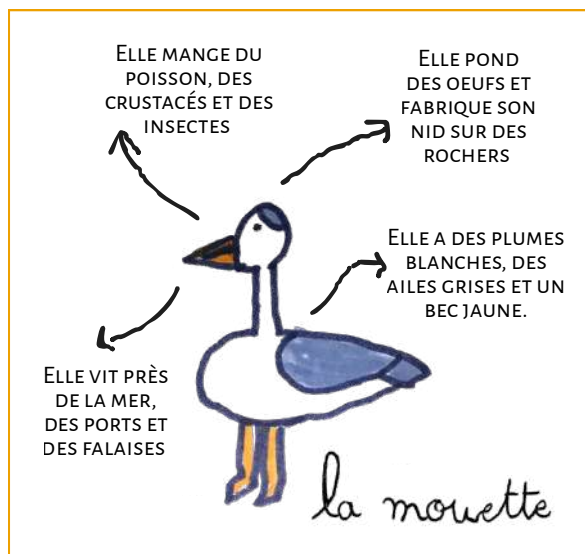 Elle mange du
poisson, des
crustacés et des
insectes
Elle pond
des oeufs et
fabrique son
nid sur des
rochers
Elle a des plumes
blanches, des
ailes grises et un
bec jaune.
Elle vit près
de la mer,
des ports et
des falaises
la mouette